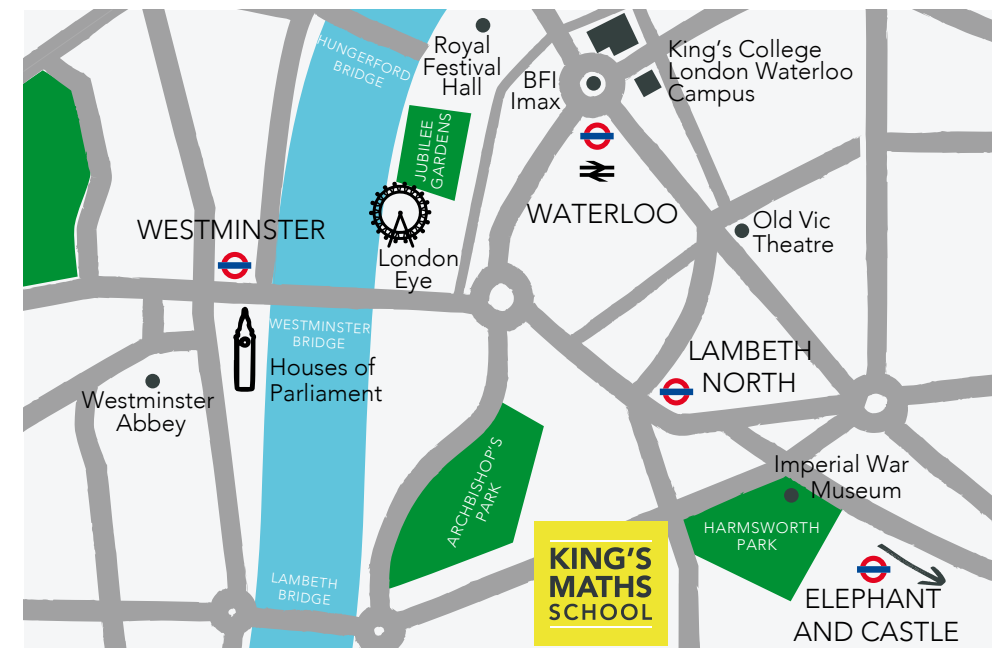 HUNGERFORD
BRIDGE
Royal
Festival
Hall
BFI
Imax
King's College
London Waterloo
Campus
JUBILEE
GARDENS
WATERLOO
WESTMINSTER
Old Vic
Theatre
London
Eye
WESTMINSTER
BRIDGE
Houses of
Parliament
LAMBETH
NORTH
Westminster
Abbey
ARCHBISHOP'S
PARK
Imperial War
Museum
HARMSWORTH
PARK
KING'S
MATHS
SCHOOL
LAMBETH
BRIDGE
ELEPHANT
AND CASTLE